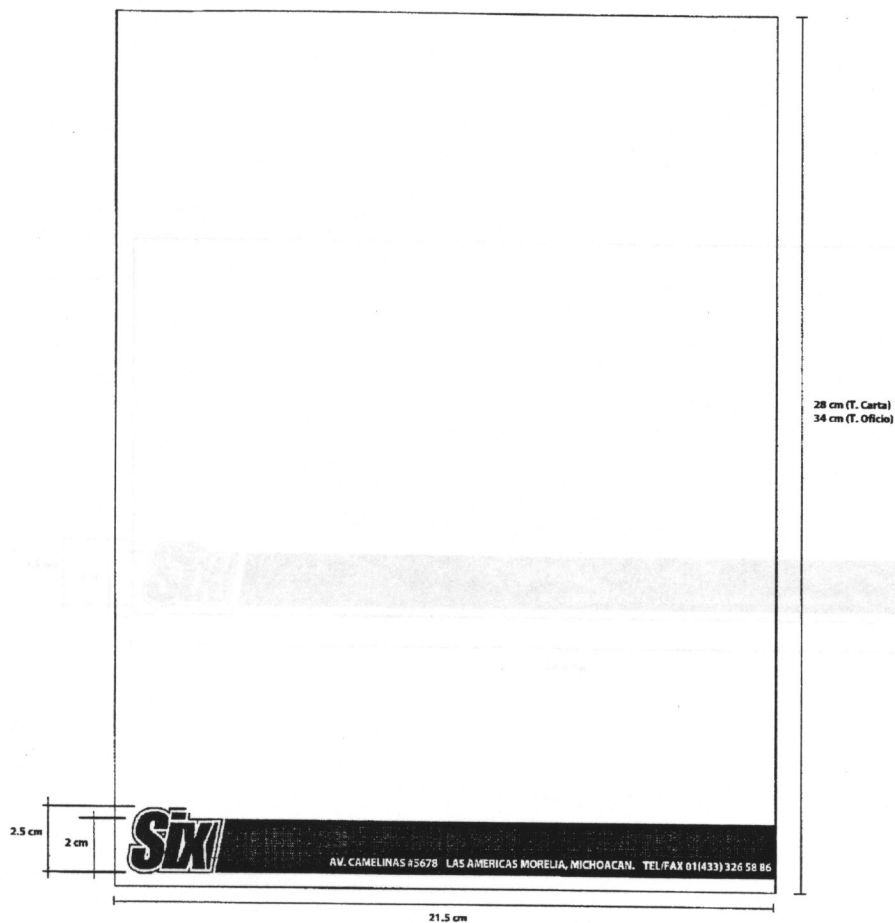 28 cm (T. Carta)
34 cm (T. Oficio)
2.5 cm
2 cm
Six
AV. CAMELINAS #5678 LAS AMERICAS MORELIA, MICHOACAN. TEL/FAX 01(433) 326 58 86
21.5 cm